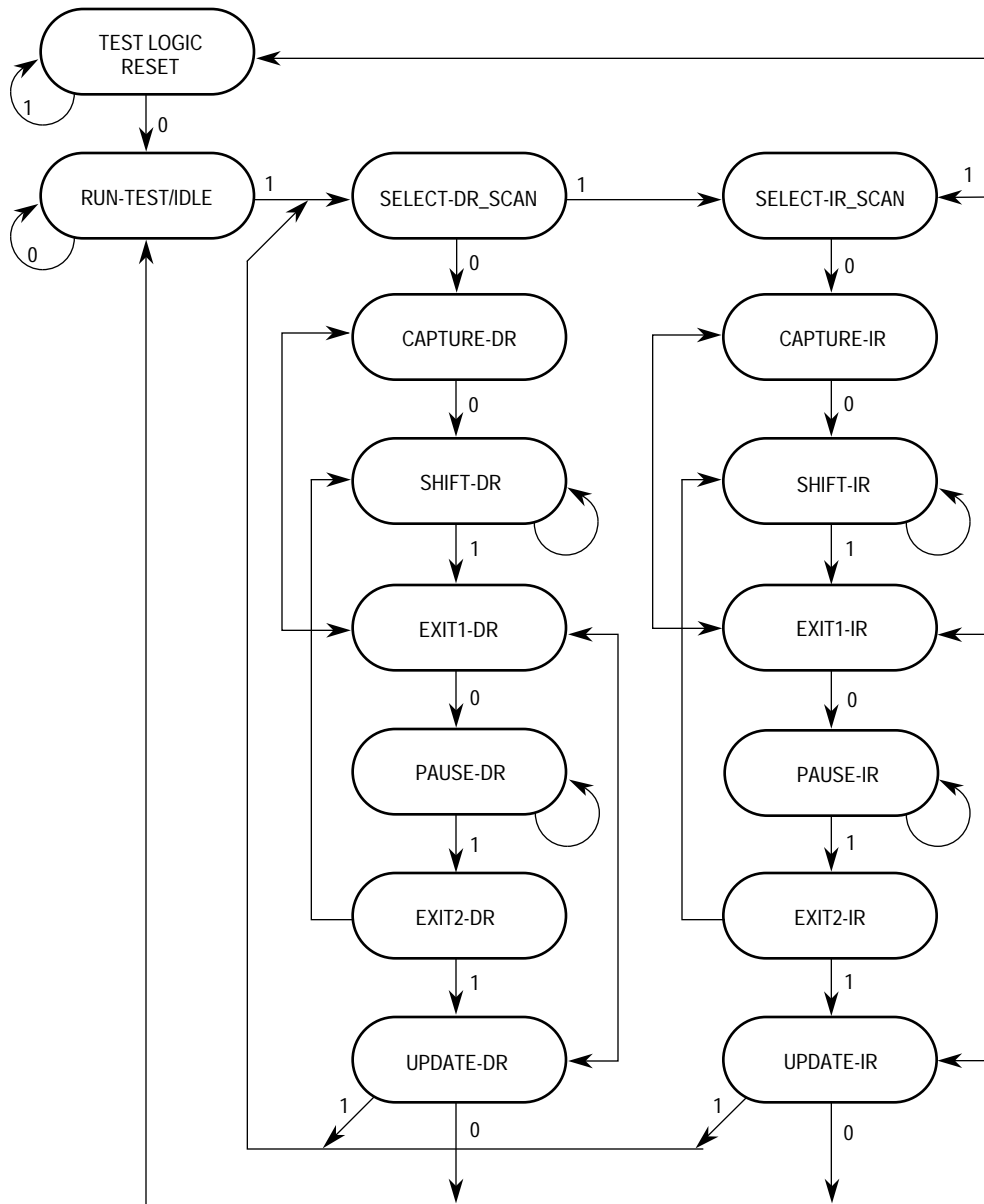 TEST LOGIC
RESET
1
0
RUN-TEST/IDLE
1
SELECT-DR_SCAN
1
SELECT-IR_SCAN
1
0
0
0
CAPTURE-DR
CAPTURE-IR
0
0
SHIFT-DR
SHIFT-IR
1
1
EXIT1-DR
EXIT1-IR
0
0
PAUSE-DR
PAUSE-IR
1
1
EXIT2-DR
EXIT2-IR
1
1
UPDATE-DR
UPDATE-IR
1
0
1
0